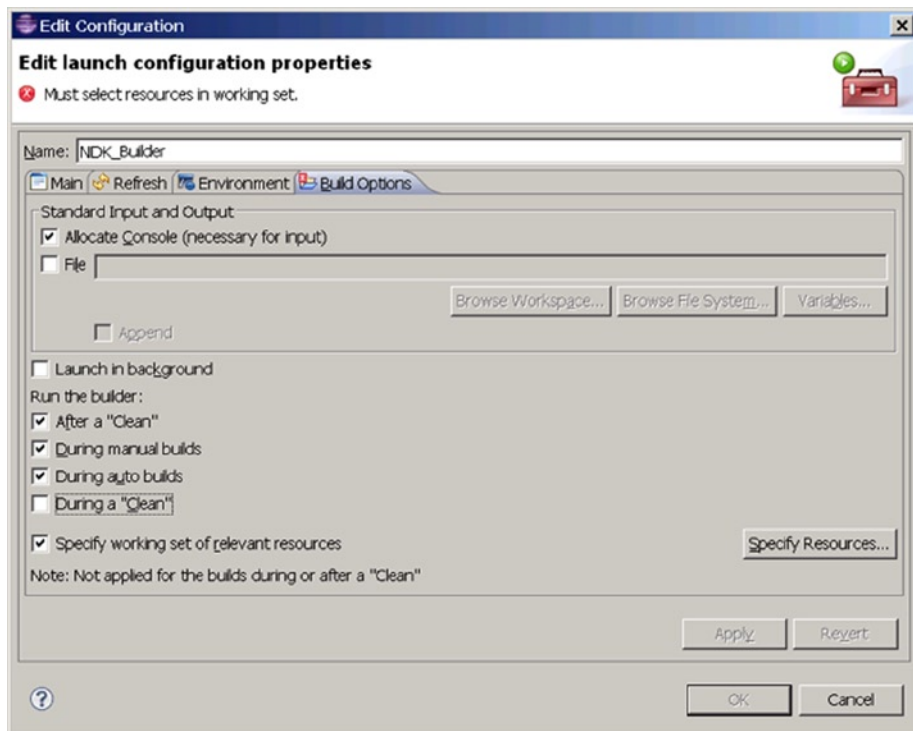 Edit Configuration
Edit launch configuration properties
Must select resources in working set.
Name: NDK_Builder
Main Refresh Environment Build Options
Standard Input and Output
Allocate Console (necessary for input)
File
Browse Workspace... Browse File System... Variables...
Append
Launch in background
Run the builder:
After a "Clean"
During manual builds
During auto builds
During a "Clean"
Specify working set of relevant resources Specify Resources...
Note: Not applied for the builds during or after a "Clean"
Apply Revert
OK Cancel